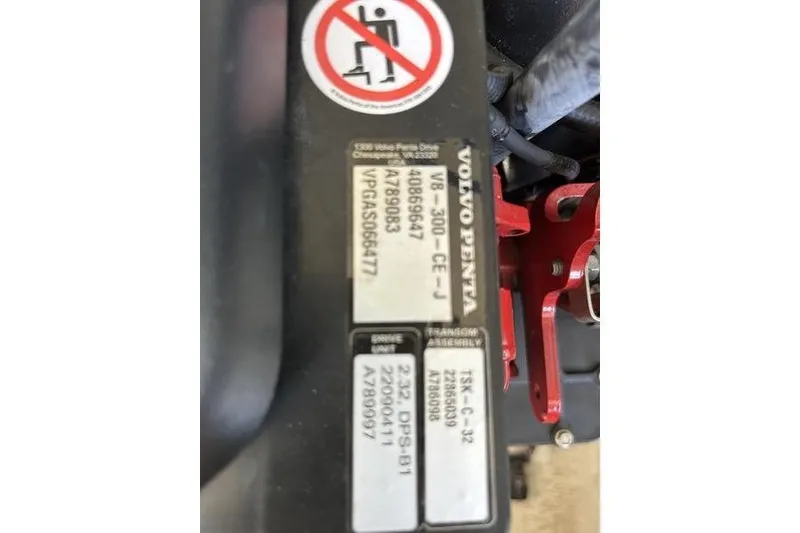 VOLVO PENTA
1300 Volvo Penta Drive
Chesapeake, VA 23320
USA
V8-300-CE-J
40869647
A789083
VPGAS066477
TRANSOM
ASSEMBLY
TSK-C-32
22865039
A786098
DRIVE
UNIT
2.32, DPS-B1
22090411
A789997